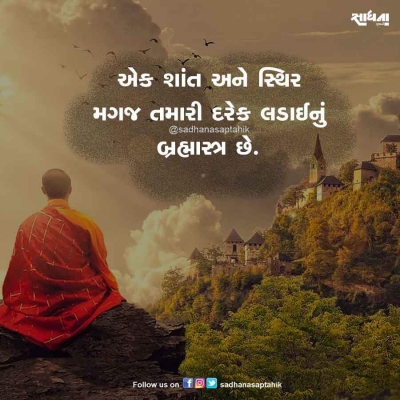 સાધના
એક શાંત અને સ્થિર
મગજ તમારી દરેક લડાઈનું
@sadhanasaptahik
બ્રહ્માસ્ત્ર છે.
Follow us on sadhanasaptahik